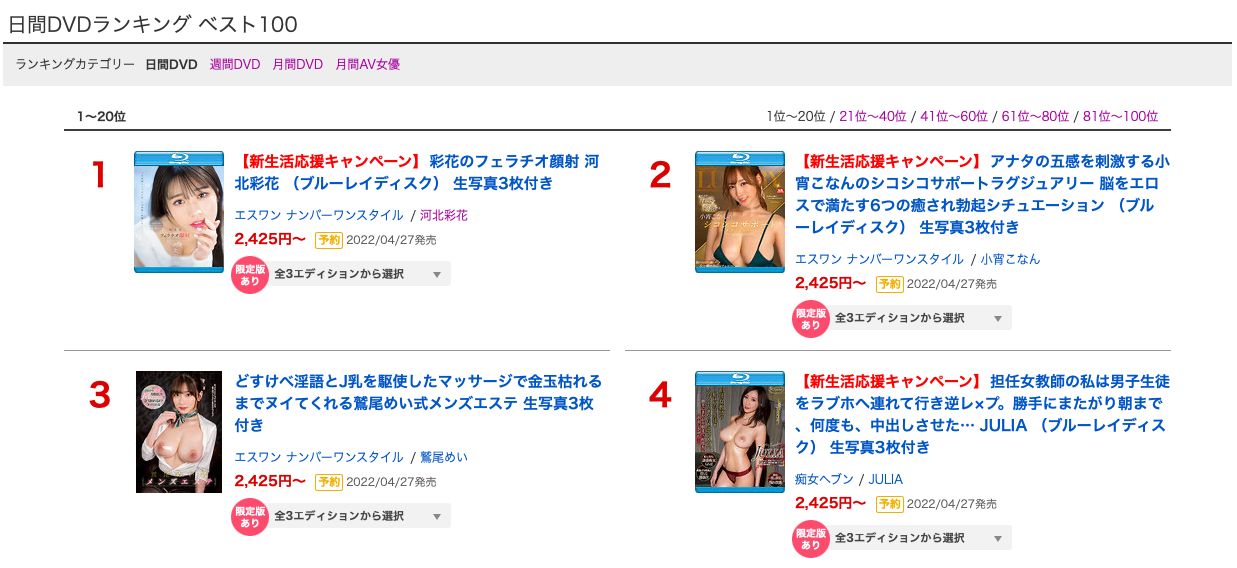 日間DVDランキング ベスト100
ランキングカテゴリー 日間DVD 週間DVD 月間DVD 月間AV女優
1〜20位
1位〜20位 / 21位〜40位 / 41位〜60位 / 61位〜80位 / 81位〜100位
1
【新生活応援キャンペーン】 彩花のフェラチオ顔射 河
北彩花 （ブルーレイディスク） 生写真3枚付き
エスワン ナンバーワンスタイル / 河北彩花
2,425円〜 予約 2022/04/27発売
限定版
あり
全3エディションから選択
2
【新生活応援キャンペーン】 アナタの五感を刺激する小
宵こなんのシコシコサポートラグジュアリー 脳をエロ
スで満たす6つの癒され勃起シチュエーション （ブル
ーレイディスク） 生写真3枚付き
エスワン ナンバーワンスタイル / 小宵こなん
2,425円〜 予約 2022/04/27発売
限定版
あり
全3エディションから選択
3
メンズエステ
どすけべ淫語とJ乳を駆使したマッサージで金玉枯れる
までヌイてくれる鷲尾めい式メンズエステ 生写真3枚
付き
エスワン ナンバーワンスタイル / 鷲尾めい
2,425円〜 予約 2022/04/27発売
限定版
あり
全3エディションから選択
4
JULIA
【新生活応援キャンペーン】 担任女教師の私は男子生徒
をラブホへ連れて行き逆レ×プ。勝手にまたがり朝まで
、何度も、中出しさせた… JULIA （ブルーレイディス
ク） 生写真3枚付き
痴女ヘブン / JULIA
2,425円〜 予約 2022/04/27発売
限定版
あり
全3エディションから選択